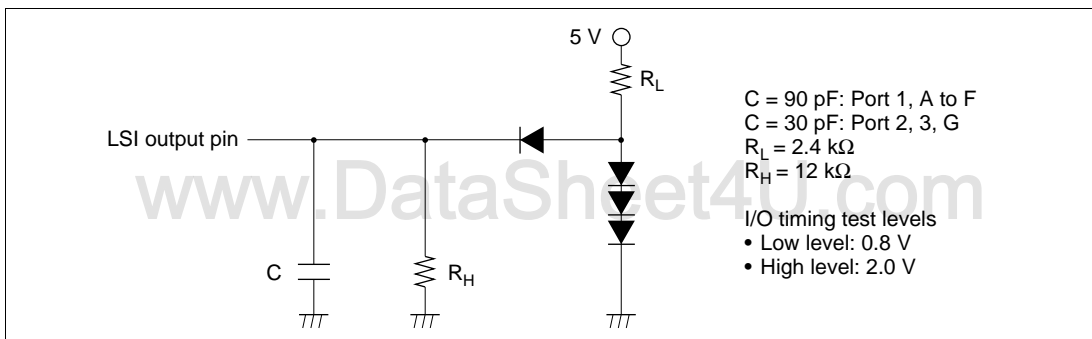 5 V
R_L
LSI output pin
C
R_H
C = 90 pF: Port 1, A to F
C = 30 pF: Port 2, 3, G
R_L = 2.4 kΩ
R_H = 12 kΩ
I/O timing test levels
• Low level: 0.8 V
• High level: 2.0 V
www.DataSheet4U.com